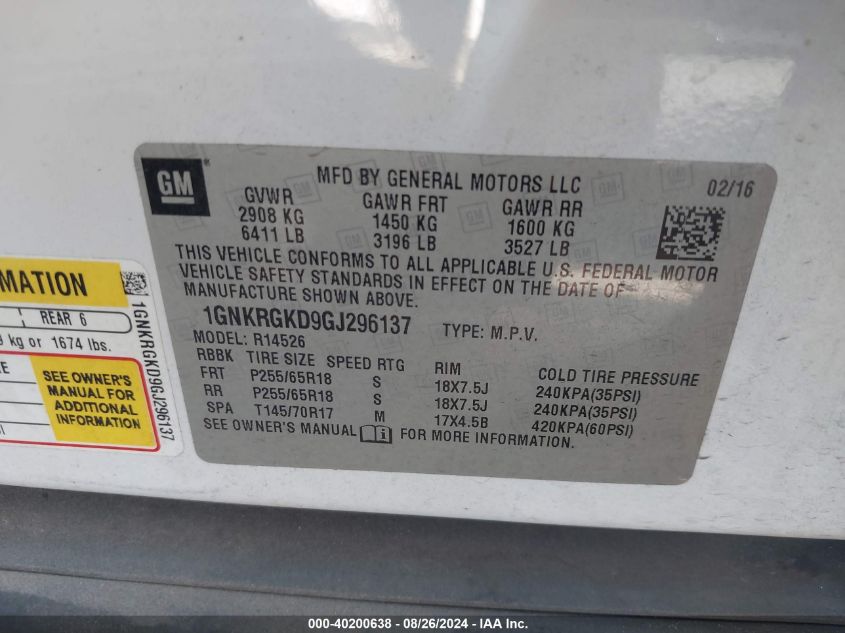 GM
MFD BY GENERAL MOTORS LLC
02/16
GVWR GAWR FRT GAWR RR
2908 KG 1450 KG 1600 KG
6411 LB 3196 LB 3527 LB
THIS VEHICLE CONFORMS TO ALL APPLICABLE U.S. FEDERAL MOTOR
VEHICLE SAFETY STANDARDS IN EFFECT ON THE DATE OF
MANUFACTURE SHOWN ABOVE.
1GNKRGKD9GJ296137 TYPE: M.P.V.
MODEL: R14526
RBBK TIRE SIZE SPEED RTG RIM COLD TIRE PRESSURE
FRT P255/65R18 S 18X7.5J 240KPA(35PSI)
RR P255/65R18 S 18X7.5J 240KPA(35PSI)
SPA T145/70R17 M 17X4.5B 420KPA(60PSI)
SEE OWNER'S MANUAL FOR MORE INFORMATION.
MATION
REAR 6
kg or 1674 lbs.
SEE OWNER'S
MANUAL FOR
ADDITIONAL
INFORMATION
1GNKRGKD9GJ296137
000-40200638 - 08/26/2024 - IAA Inc.